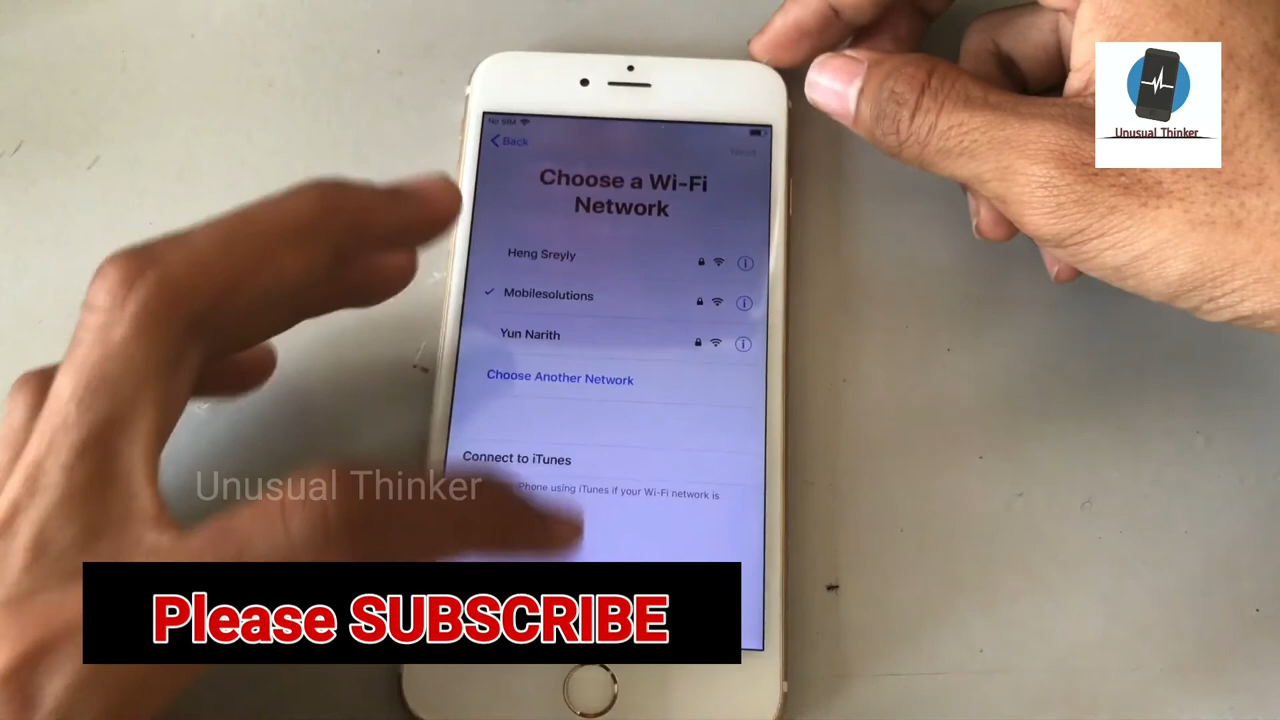 Unusual Thinker
No SIM
Back
Next
Choose a Wi-Fi
Network
Heng Sreyly
Mobilesolutions
Yun Narith
Choose Another Network
Connect to iTunes
Phone using iTunes if your Wi-Fi network is
Unusual Thinker
Please SUBSCRIBE